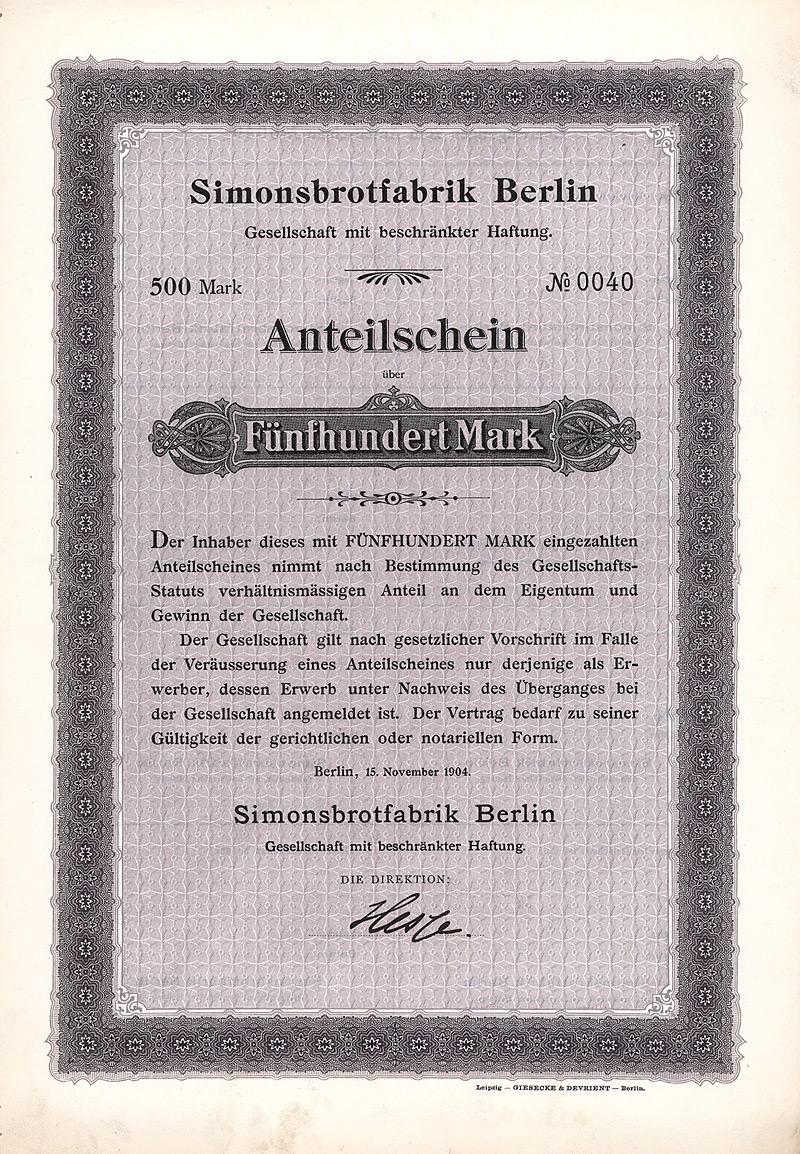 Simonsbrotfabrik Berlin
Gesellschaft mit beschränkter Haftung.
500 Mark № 0040
Anteilschein
über
Fünfhundert Mark
Der Inhaber dieses mit FÜNFHUNDERT MARK eingezahlten
Anteilscheines nimmt nach Bestimmung des Gesellschafts-
Statuts verhältnismässigen Anteil an dem Eigentum und
Gewinn der Gesellschaft.
Der Gesellschaft gilt nach gesetzlicher Vorschrift im Falle
der Veräusserung eines Anteilscheines nur derjenige als Er-
werber, dessen Erwerb unter Nachweis des Überganges bei
der Gesellschaft angemeldet ist. Der Vertrag bedarf zu seiner
Gültigkeit der gerichtlichen oder notariellen Form.
Berlin, 15. November 1904.
Simonsbrotfabrik Berlin
Gesellschaft mit beschränkter Haftung.
DIE DIREKTION:
Leipzig — GIESECKE & DEVRIENT — Berlin.